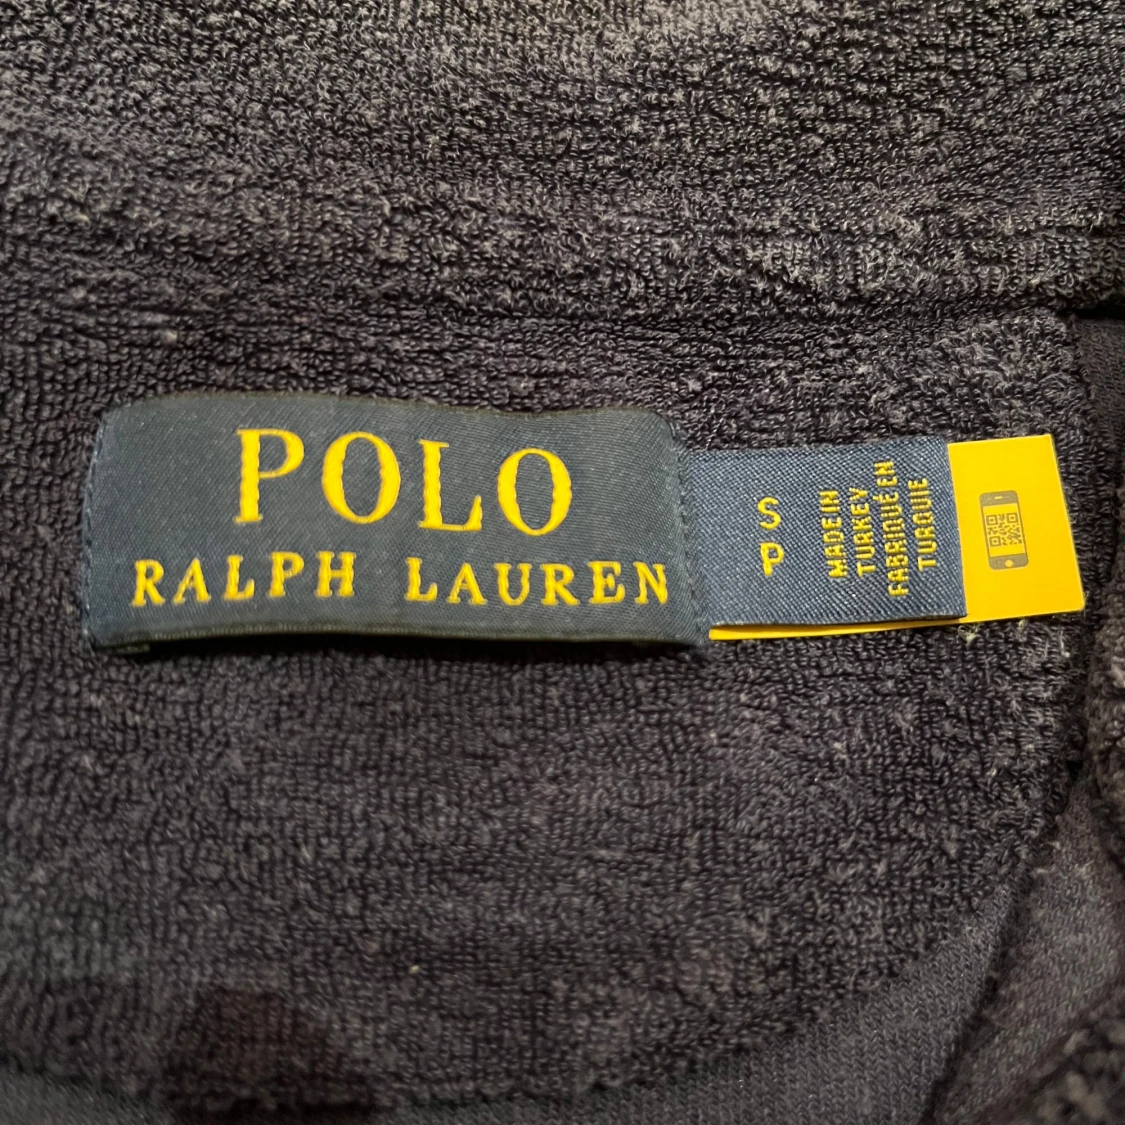 POLO
RALPH LAUREN
S
P
MADE IN
TURKEY
FABRIQUÉ EN
TURQUIE